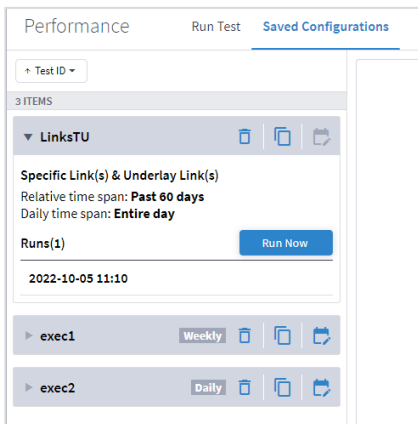 Performance Run Test Saved Configurations
↑ Test ID ▾
3 ITEMS
LinksTU
Specific Link(s) & Underlay Link(s)
Relative time span: Past 60 days
Daily time span: Entire day
Runs(1) Run Now
2022-10-05 11:10
exec1 Weekly
exec2 Daily